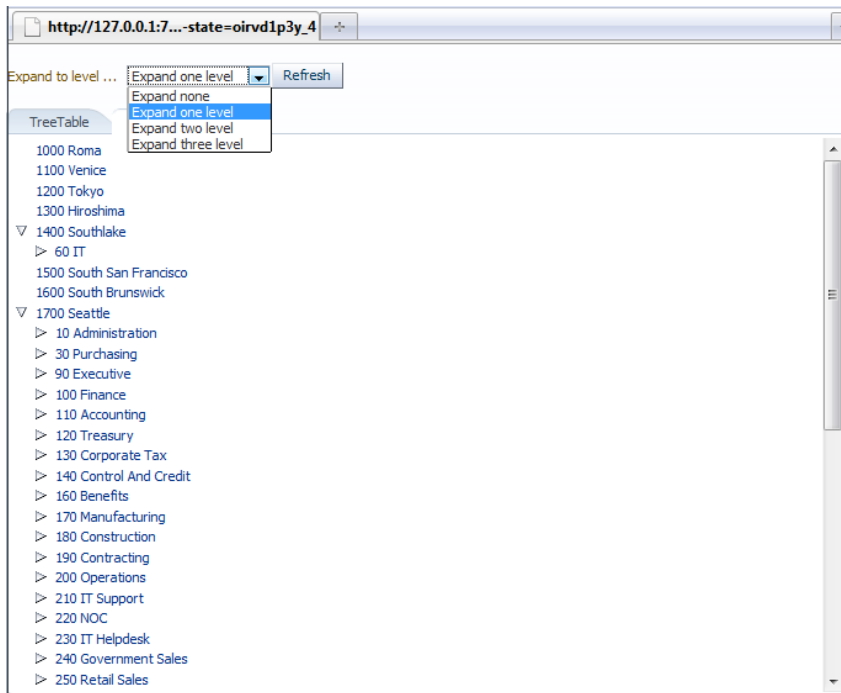 http://127.0.0.1:7...-state=oirvd1p3y_4
Expand to level ... Expand one level Refresh
Expand none
Expand one level
Expand two level
Expand three level
TreeTable
1000 Roma
1100 Venice
1200 Tokyo
1300 Hiroshima
1400 Southlake
60 IT
1500 South San Francisco
1600 South Brunswick
1700 Seattle
10 Administration
30 Purchasing
90 Executive
100 Finance
110 Accounting
120 Treasury
130 Corporate Tax
140 Control And Credit
160 Benefits
170 Manufacturing
180 Construction
190 Contracting
200 Operations
210 IT Support
220 NOC
230 IT Helpdesk
240 Government Sales
250 Retail Sales